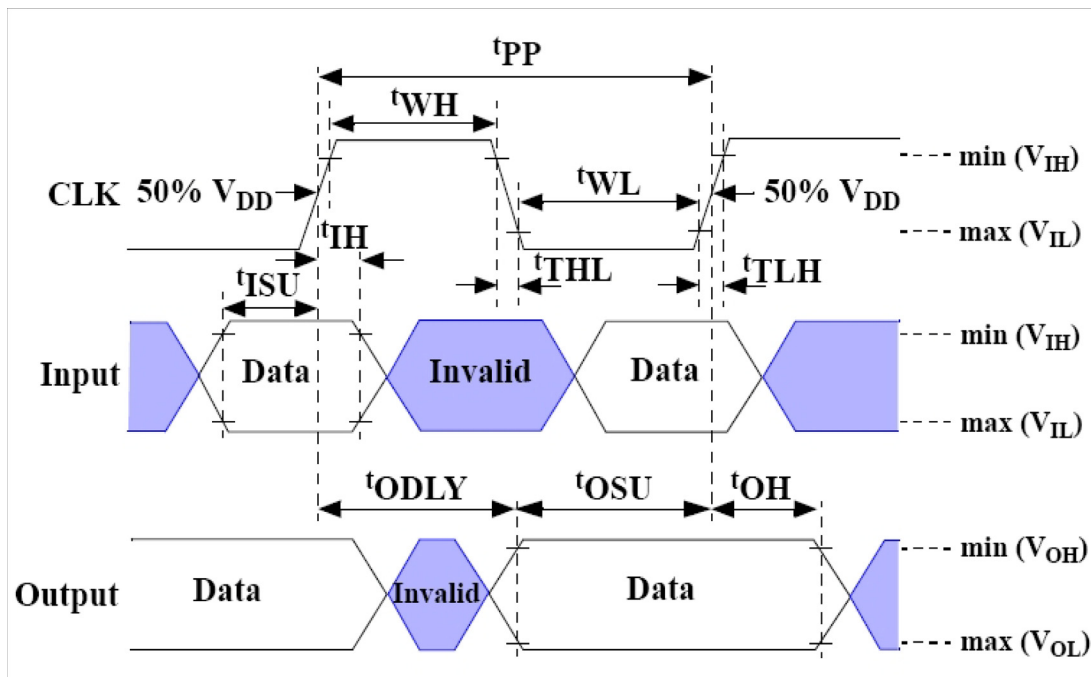 tPP
tWH
min (VIH)
CLK 50% VDD
tWL
50% VDD
tIH
max (VIL)
tTHL
tTLH
tISU
min (VIH)
Input
Data
Invalid
Data
max (VIL)
tODLY
tOSU
tOH
min (VOH)
Output
Data
Invalid
Data
max (VOL)